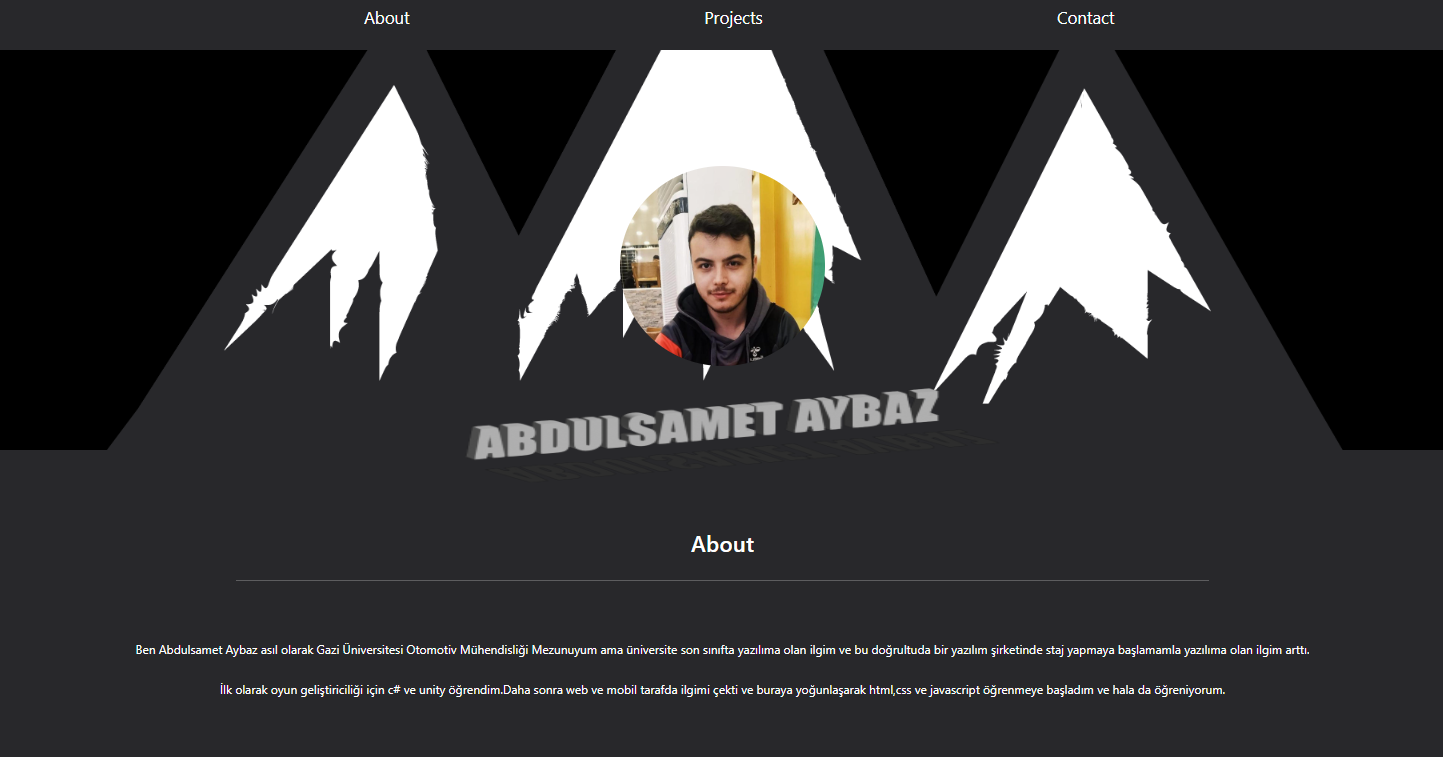 About Projects Contact
ABDULSAMET AYBAZ
About
Ben Abdulsamet Aybaz asıl olarak Gazi Üniversitesi Otomotiv Mühendisliği Mezunuyum ama üniversite son sınıfta yazılıma olan ilgim ve bu doğrultuda bir yazılım şirketinde staj yapmaya başlamamla yazılıma olan ilgim arttı.
İlk olarak oyun geliştiriciliği için c# ve unity öğrendim.Daha sonra web ve mobil tarafda ilgimi çekti ve buraya yoğunlaşarak html,css ve javascript öğrenmeye başladım ve hala da öğreniyorum.